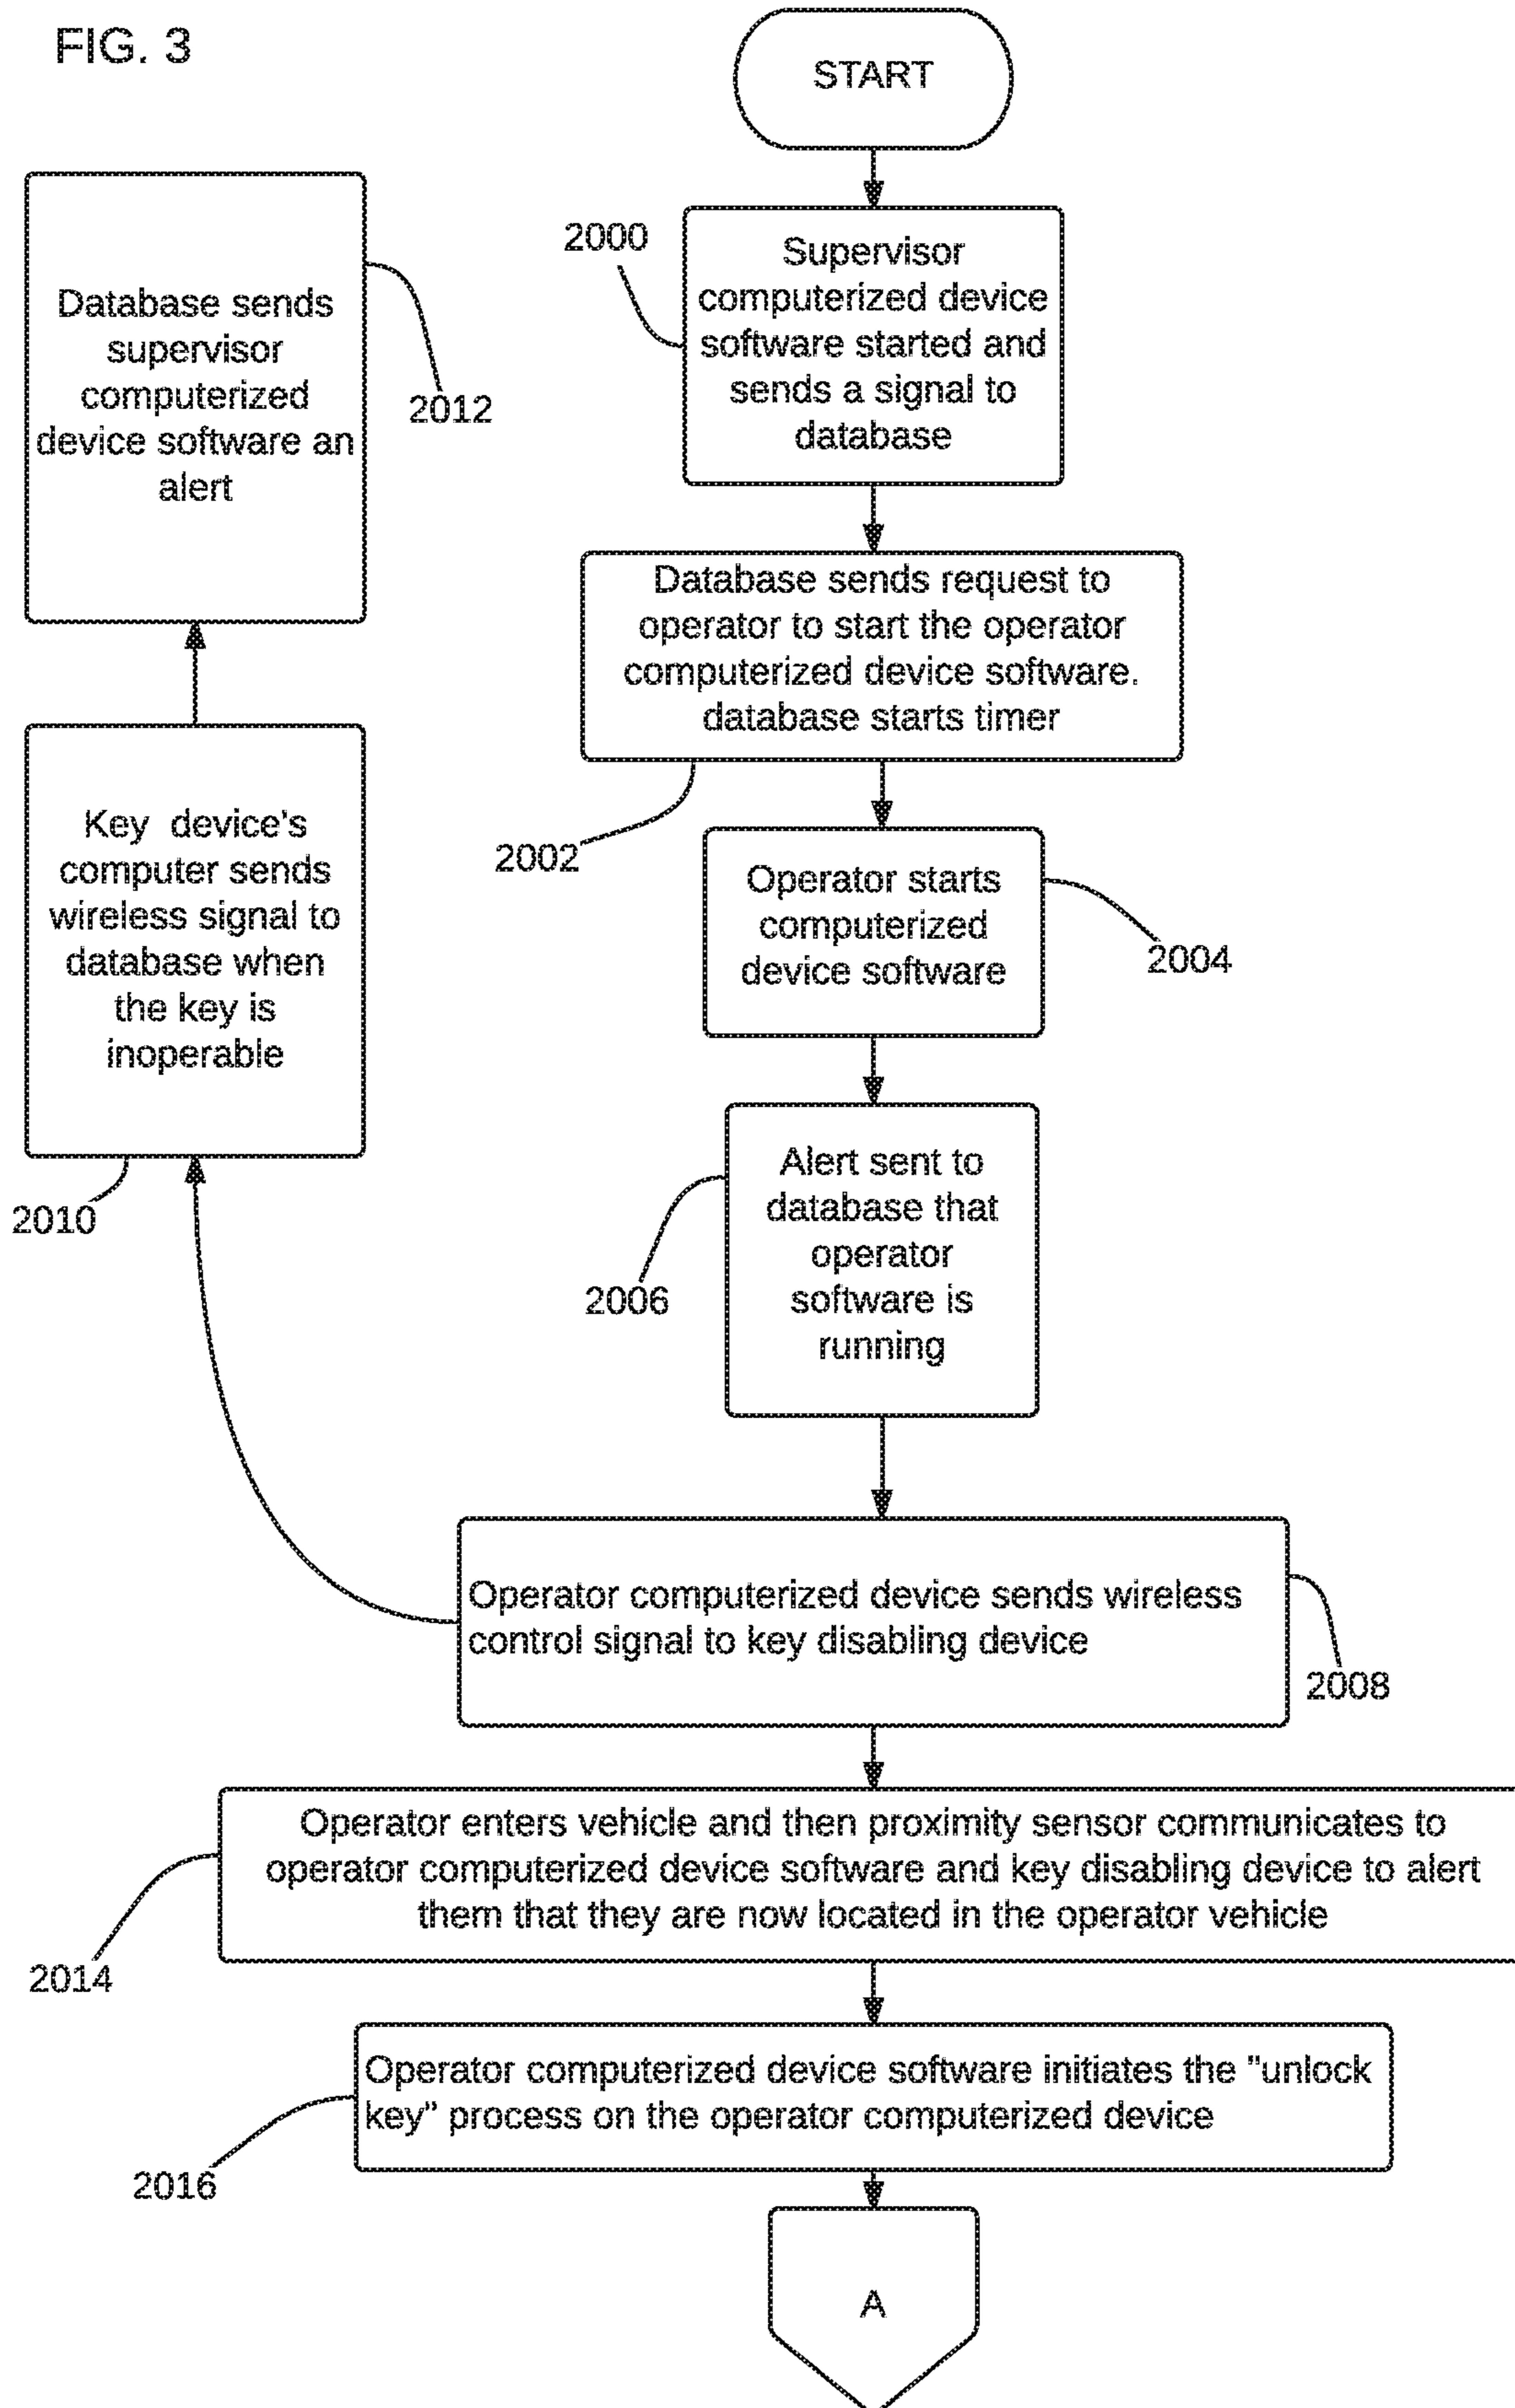 FIG. 3
START
2000
Supervisor
computerized device
software started and
sends a signal to
database
Database sends
supervisor
computerized
device software an
alert
2012
Database sends request to
operator to start the operator
computerized device software.
database starts timer
2002
Key device's
computer sends
wireless signal to
database when
the key is
inoperable
2010
Operator starts
computerized
device software
2004
Alert sent to
database that
operator
software is
running
2006
Operator computerized device sends wireless
control signal to key disabling device
2008
Operator enters vehicle and then proximity sensor communicates to
operator computerized device software and key disabling device to alert
them that they are now located in the operator vehicle
2014
Operator computerized device software initiates the "unlock
key" process on the operator computerized device
2016
A